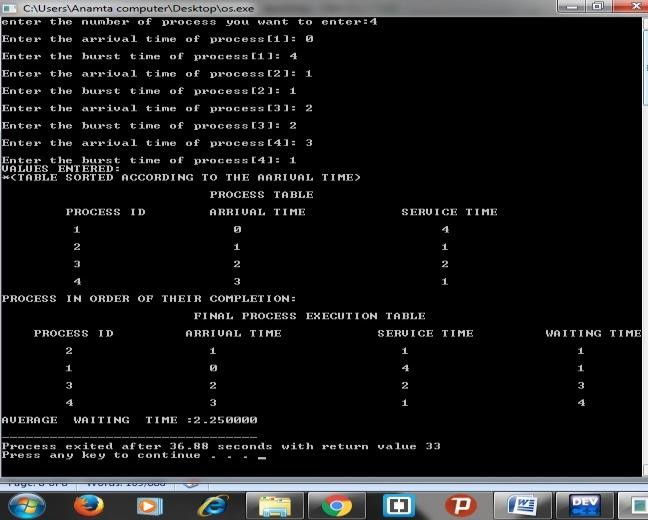 C:\Users\Anamta computer\Desktop\os.exe
enter the number of process you want to enter:4
Enter the arrival time of process[1]: 0
Enter the burst time of process[1]: 4
Enter the arrival time of process[2]: 1
Enter the burst time of process[2]: 1
Enter the arrival time of process[3]: 2
Enter the burst time of process[3]: 2
Enter the arrival time of process[4]: 3
Enter the burst time of process[4]: 1
VALUES ENTERED:
*(TABLE SORTED ACCORDING TO THE AARIVAL TIME)
PROCESS TABLE
PROCESS ID ARRIVAL TIME SERVICE TIME
1 0 4
2 1 1
3 2 2
4 3 1
PROCESS IN ORDER OF THEIR COMPLETION:
FINAL PROCESS EXECUTION TABLE
PROCESS ID ARRIVAL TIME SERVICE TIME WAITING TIME
2 1 1 1
1 0 4 1
3 2 2 3
4 3 1 4
AVERAGE WAITING TIME :2.250000
Process exited after 36.88 seconds with return value 33
Press any key to continue . . .
DEV